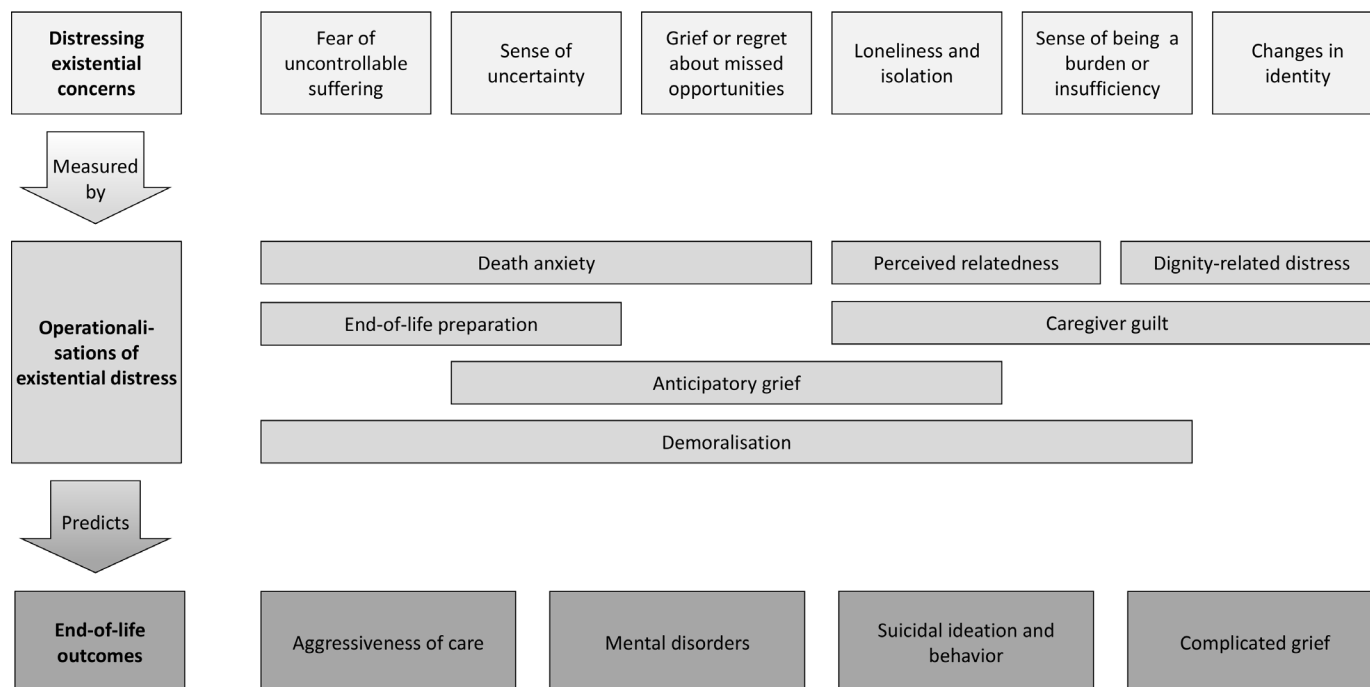 Distressing
existential
concerns
Fear of
uncontrollable
suffering
Sense of
uncertainty
Grief or regret
about missed
opportunities
Loneliness and
isolation
Sense of being a
burden or
insufficiency
Changes in
identity
Measured
by
Operationali-
sations of
existential distress
Death anxiety
Perceived relatedness
Dignity-related distress
End-of-life preparation
Caregiver guilt
Anticipatory grief
Demoralisation
Predicts
End-of-life
outcomes
Aggressiveness of care
Mental disorders
Suicidal ideation and
behavior
Complicated grief